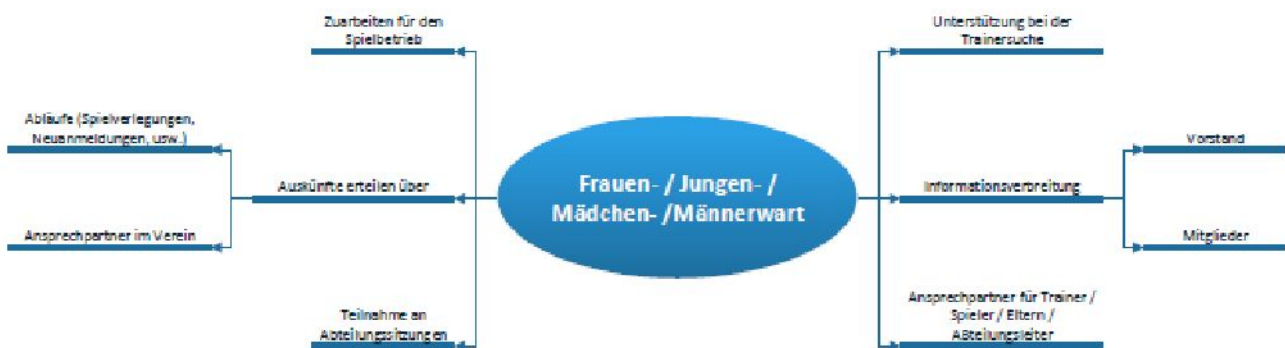 Zuarbeiten für den
Spielbetrieb
Abläufe (Spielverlegungen,
Neuanmeldungen, usw.)
Auskünfte erteilen über
Ansprechpartner im Verein
Teilnahme an
Abteilungssitzungen
Frauen- / Jungen- /
Mädchen- /Männerwart
Unterstützung bei der
Trainersuche
Vorstand
Informationsverbreitung
Mitglieder
Ansprechpartner für Trainer /
Spieler / Eltern /
Abteilungsleiter